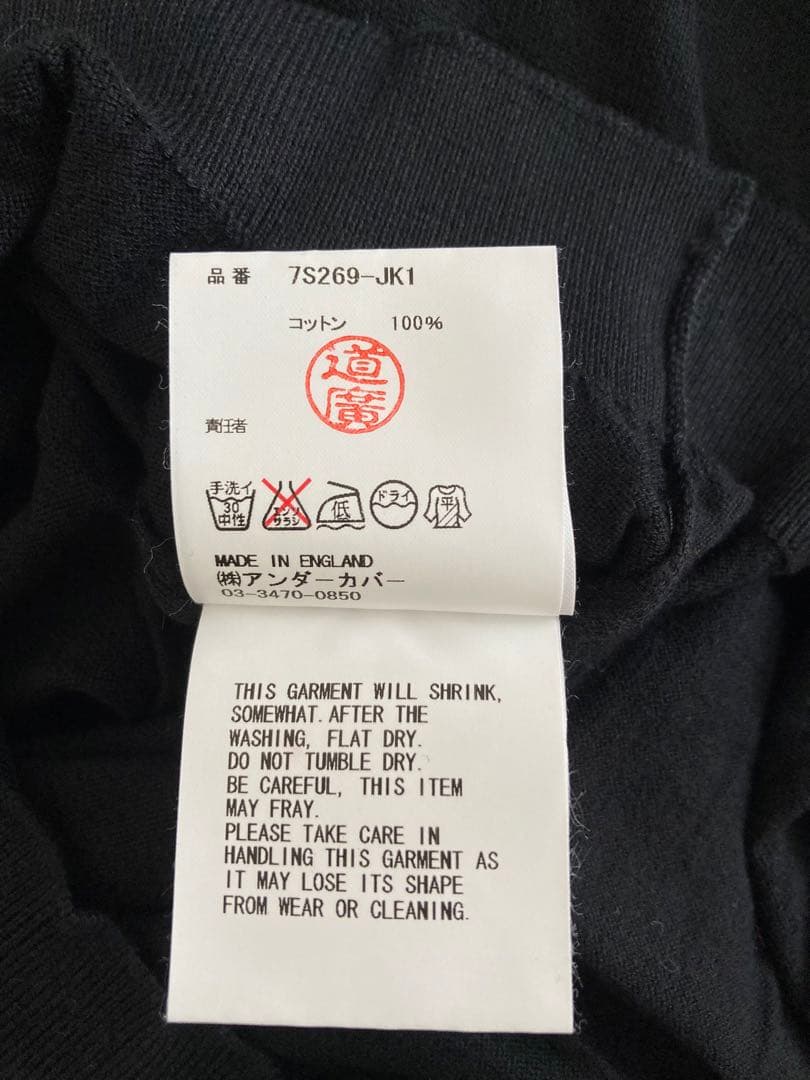 品番 7S269-JK1
コットン 100%
道廣
責任者
手洗イ
30
中性
エンソ
サラシ
低
ドライ
平
MADE IN ENGLAND
㈱アンダーカバー
03-3470-0850
THIS GARMENT WILL SHRINK,
SOMEWHAT. AFTER THE
WASHING, FLAT DRY.
DO NOT TUMBLE DRY.
BE CAREFUL, THIS ITEM
MAY FRAY.
PLEASE TAKE CARE IN
HANDLING THIS GARMENT AS
IT MAY LOSE ITS SHAPE
FROM WEAR OR CLEANING.